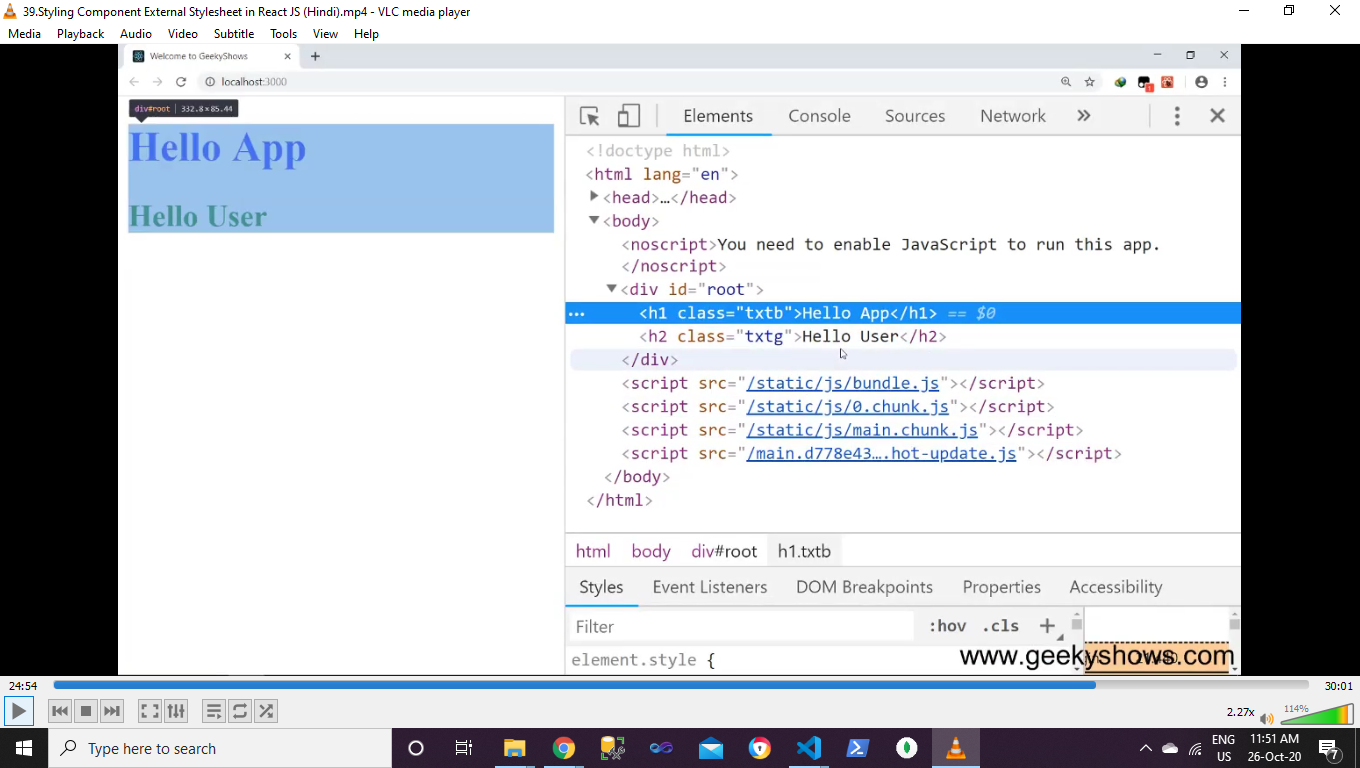 39.Styling Component External Stylesheet in React JS (Hindi).mp4 - VLC media player
Media Playback Audio Video Subtitle Tools View Help
Welcome to GeekyShows
localhost:3000
div#root | 332.8×85.44
Hello App
Hello User
Elements Console Sources Network »
<!doctype html>
<html lang="en">
<head>…</head>
<body>
<noscript>You need to enable JavaScript to run this app.
</noscript>
<div id="root">
<h1 class="txtb">Hello App</h1> == $0
<h2 class="txtg">Hello User</h2>
</div>
<script src="/static/js/bundle.js"></script>
<script src="/static/js/0.chunk.js"></script>
<script src="/static/js/main.chunk.js"></script>
<script src="/main.d778e43….hot-update.js"></script>
</body>
</html>
html body div#root h1.txtb
Styles Event Listeners DOM Breakpoints Properties Accessibility
Filter :hov .cls +
element.style {
www.geekyshows.com
24:54 30:01
2.27x 114%
Type here to search
ENG 11:51 AM
US 26-Oct-20 7